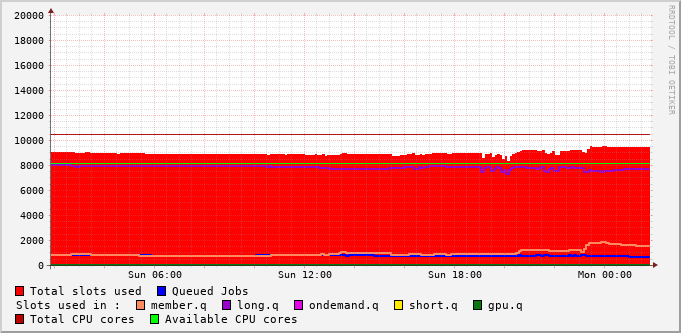 20000
18000
16000
14000
12000
10000
8000
6000
4000
2000
0
Sun 06:00 Sun 12:00 Sun 18:00 Mon 00:00
RRDTOOL / TOBI OETIKER
Total slots used Queued Jobs
Slots used in : member.q long.q ondemand.q short.q gpu.q
Total CPU cores Available CPU cores